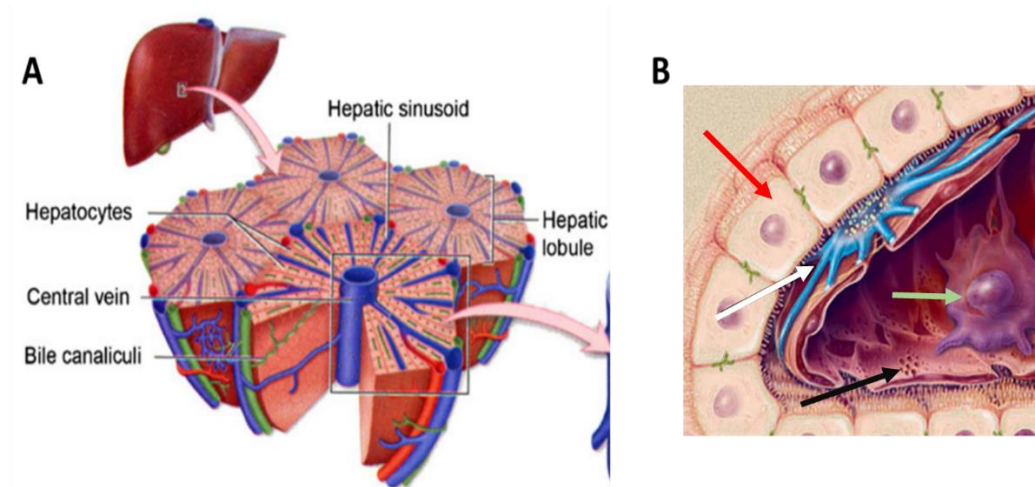 A
B
Hepatic sinusoid
Hepatocytes
Hepatic
lobule
Central vein
Bile canaliculi